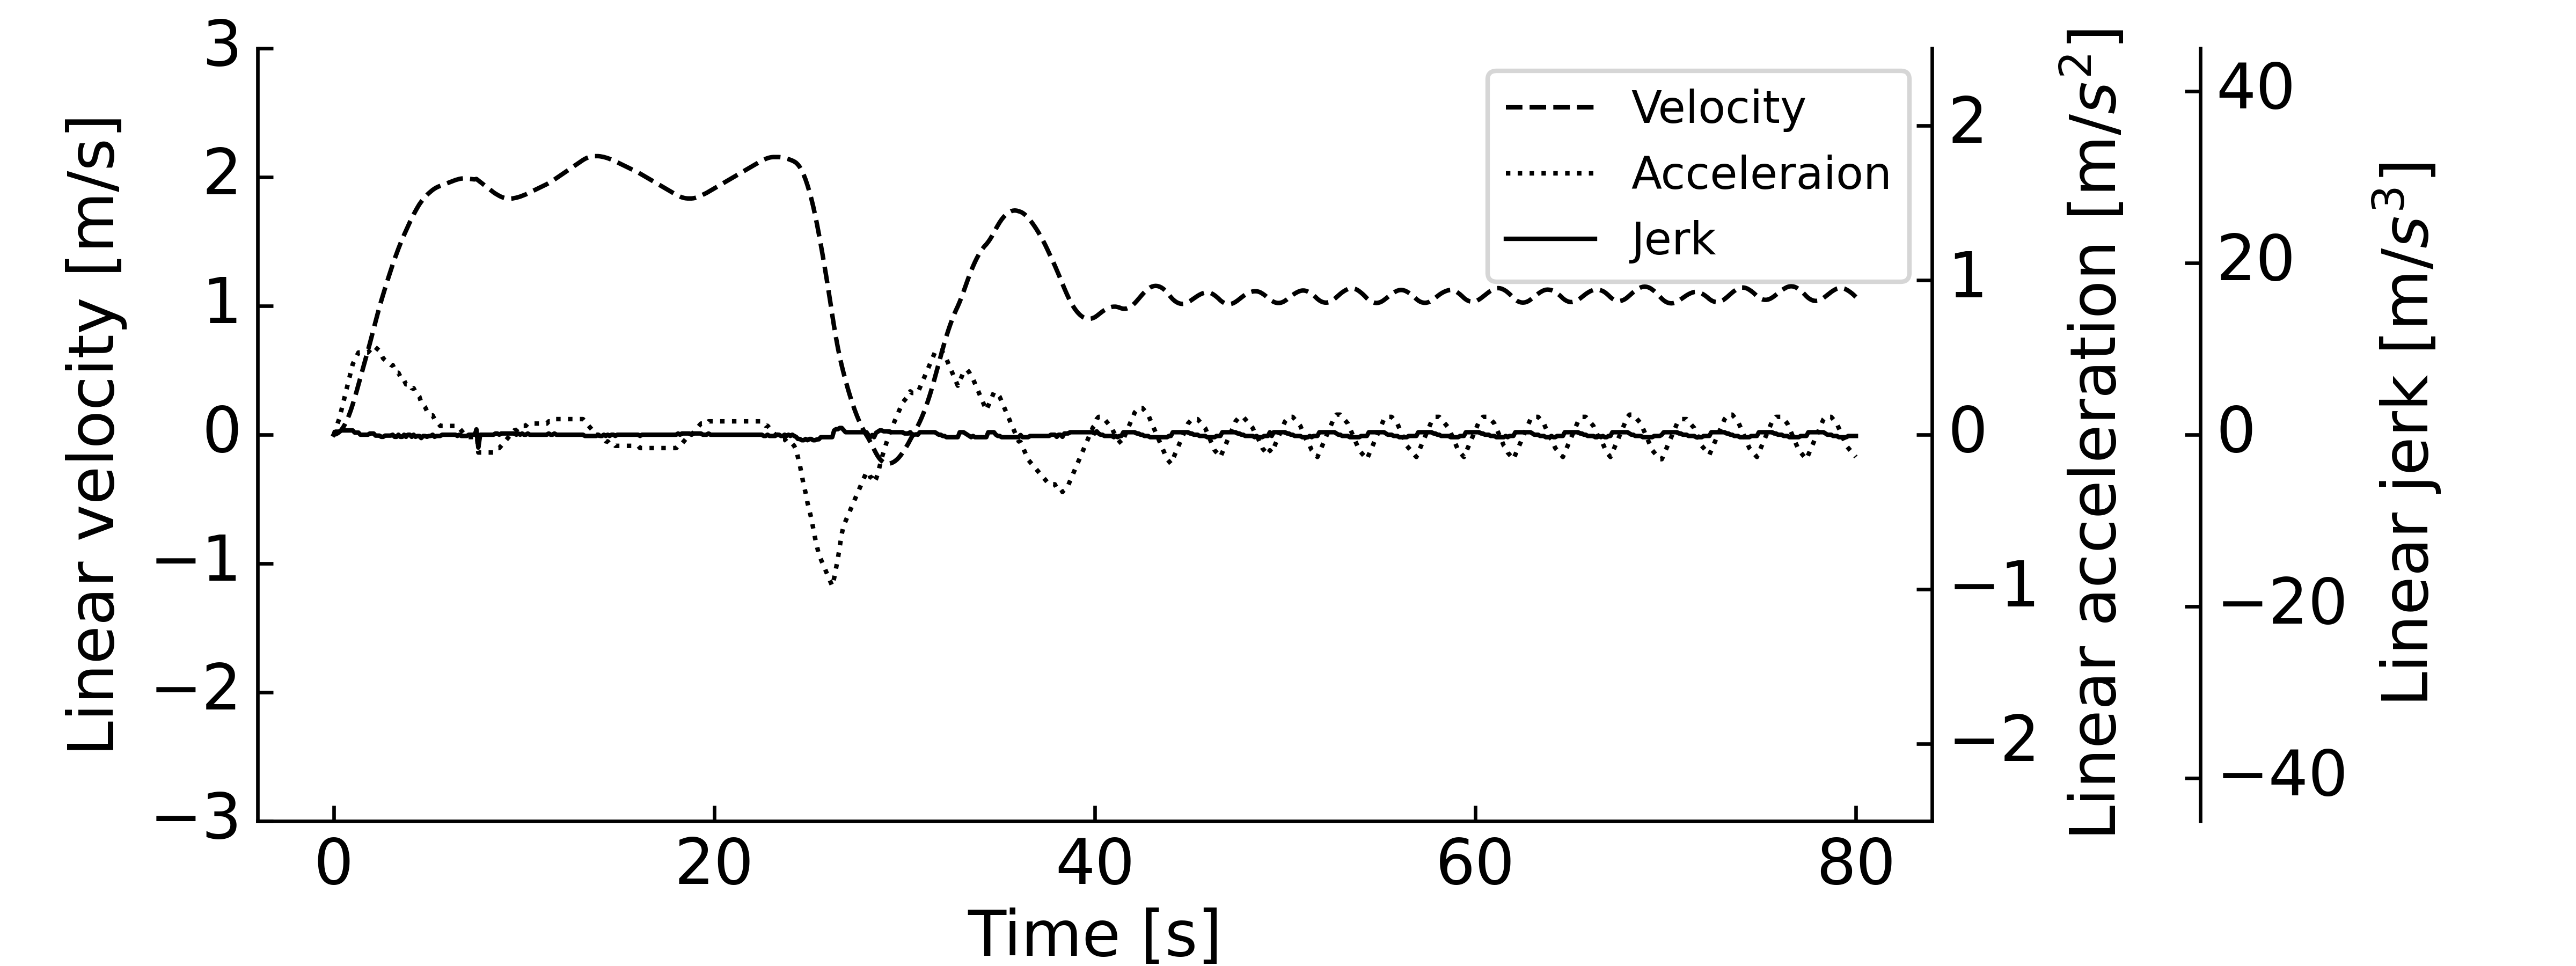 Linear velocity [m/s]
3
2
1
0
−1
−2
−3
0 20 40 60 80
Time [s]
Velocity
Acceleraion
Jerk
2
1
0
−1
−2
Linear acceleration [m/s²]
40
20
0
−20
−40
Linear jerk [m/s³]